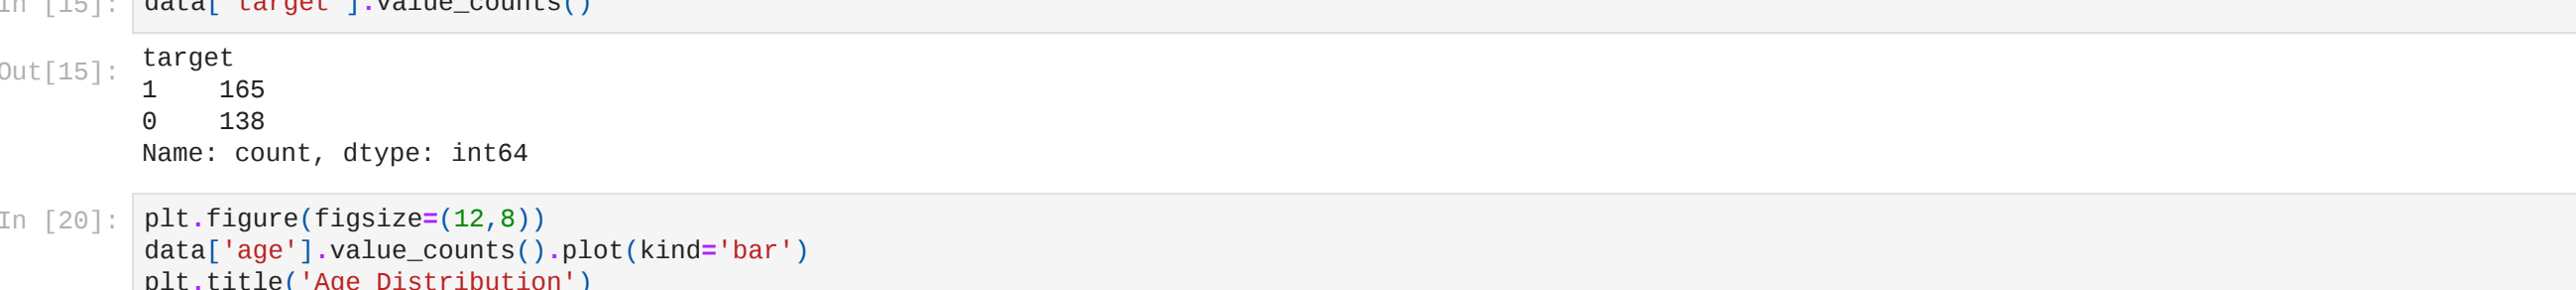 In [15]: data['target'].value_counts()
Out[15]: target
1    165
0    138
Name: count, dtype: int64
In [20]: plt.figure(figsize=(12,8))
data['age'].value_counts().plot(kind='bar')
plt.title('Age Distribution')